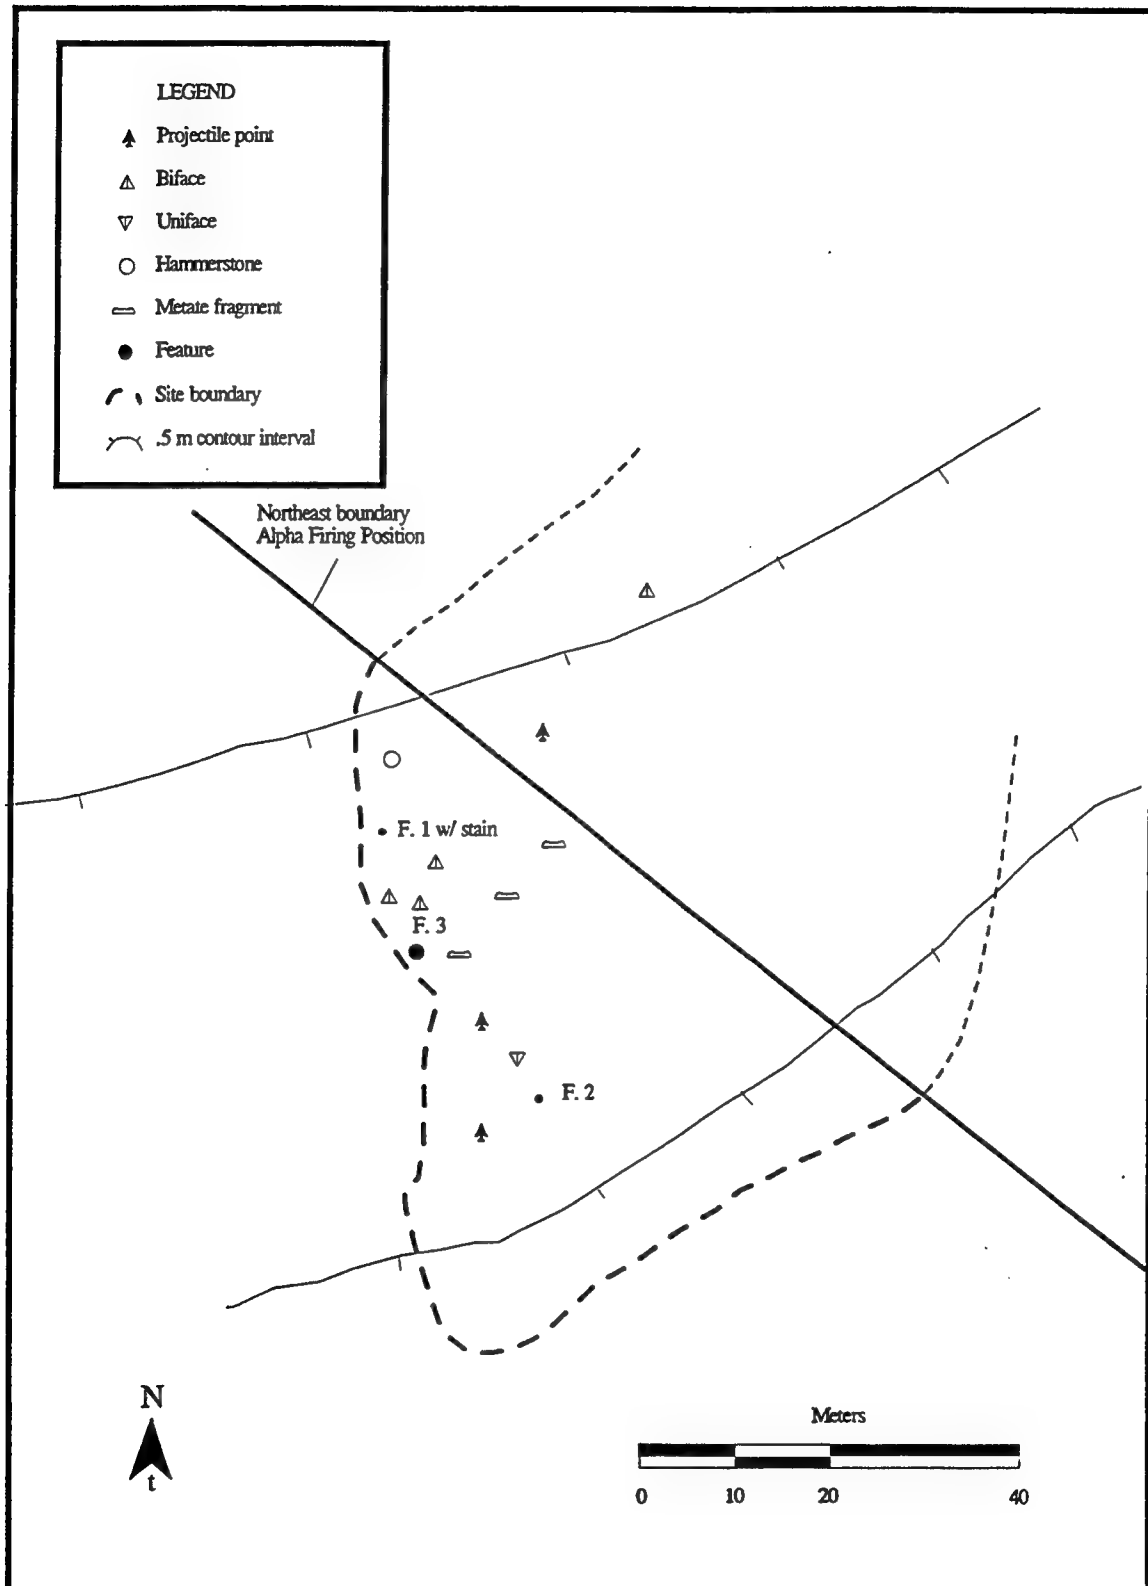 LEGEND
Projectile point
Biface
Uniface
Hammerstone
Metate fragment
Feature
Site boundary
.5 m contour interval
Northeast boundary
Alpha Firing Position
F. 1 w/ stain
F. 3
F. 2
N
t
Meters
0 10 20 40